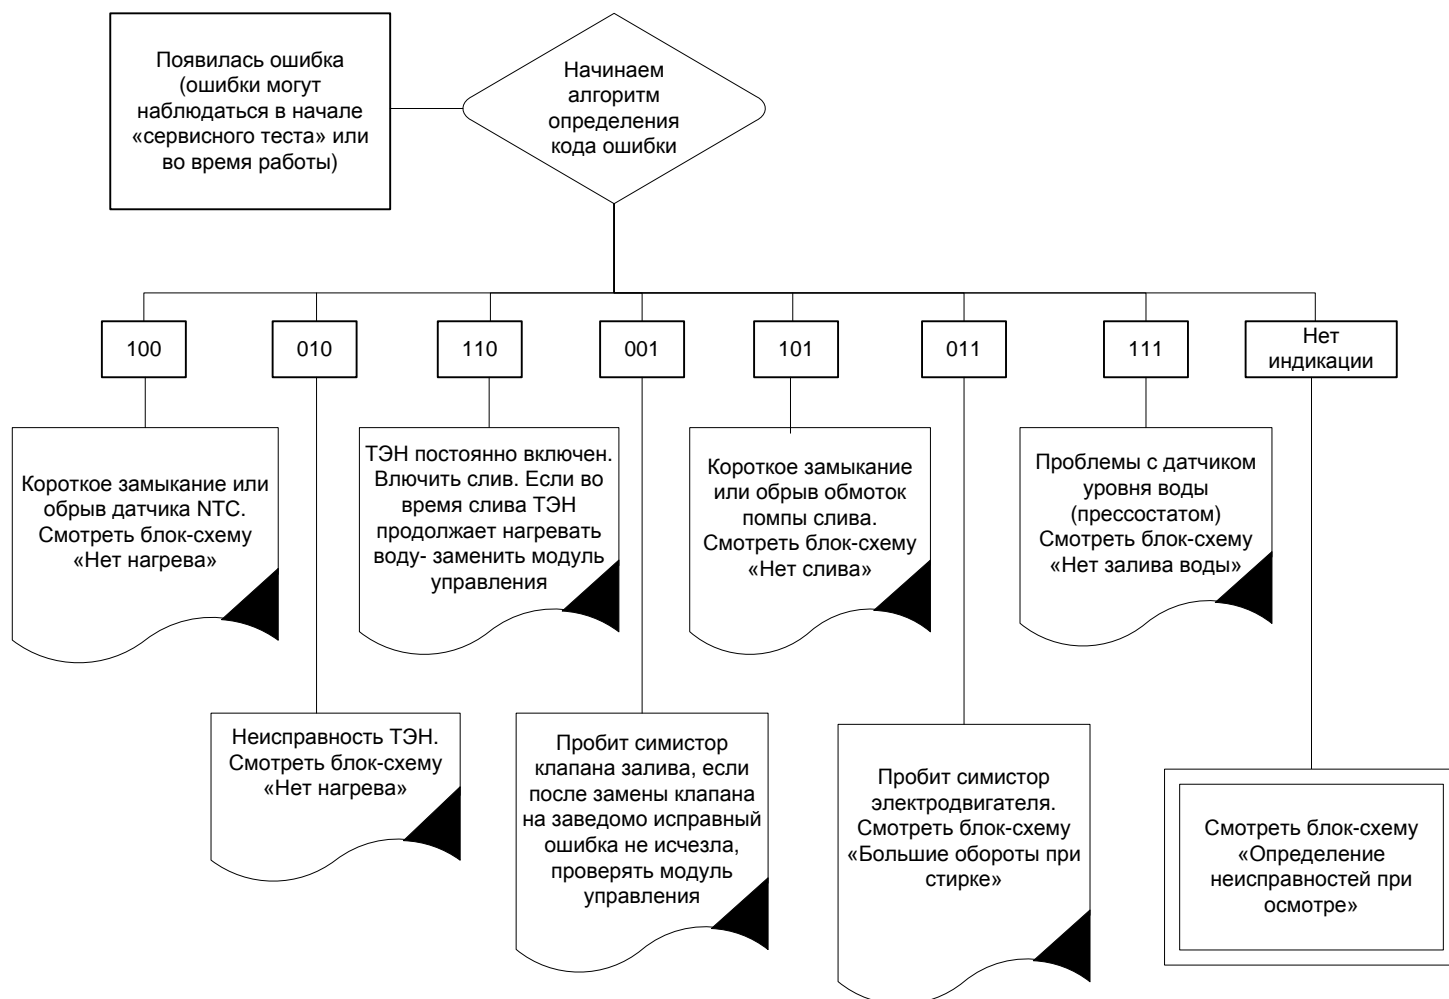 Появилась ошибка
(ошибки могут
наблюдаться в начале
«сервисного теста» или
во время работы)
Начинаем
алгоритм
определения
кода ошибки
100
010
110
001
101
011
111
Нет
индикации
Короткое замыкание или
обрыв датчика NTC.
Смотреть блок-схему
«Нет нагрева»
ТЭН постоянно включен.
Влючить слив. Если во
время слива ТЭН
продолжает нагревать
воду- заменить модуль
управления
Короткое замыкание
или обрыв обмоток
помпы слива.
Смотреть блок-схему
«Нет слива»
Проблемы с датчиком
уровня воды
(прессостатом)
Смотреть блок-схему
«Нет залива воды»
Неисправность ТЭН.
Смотреть блок-схему
«Нет нагрева»
Пробит симистор
клапана залива, если
после замены клапана
на заведомо исправный
ошибка не исчезла,
проверять модуль
управления
Пробит симистор
электродвигателя.
Смотреть блок-схему
«Большие обороты при
стирке»
Смотреть блок-схему
«Определение
неисправностей при
осмотре»